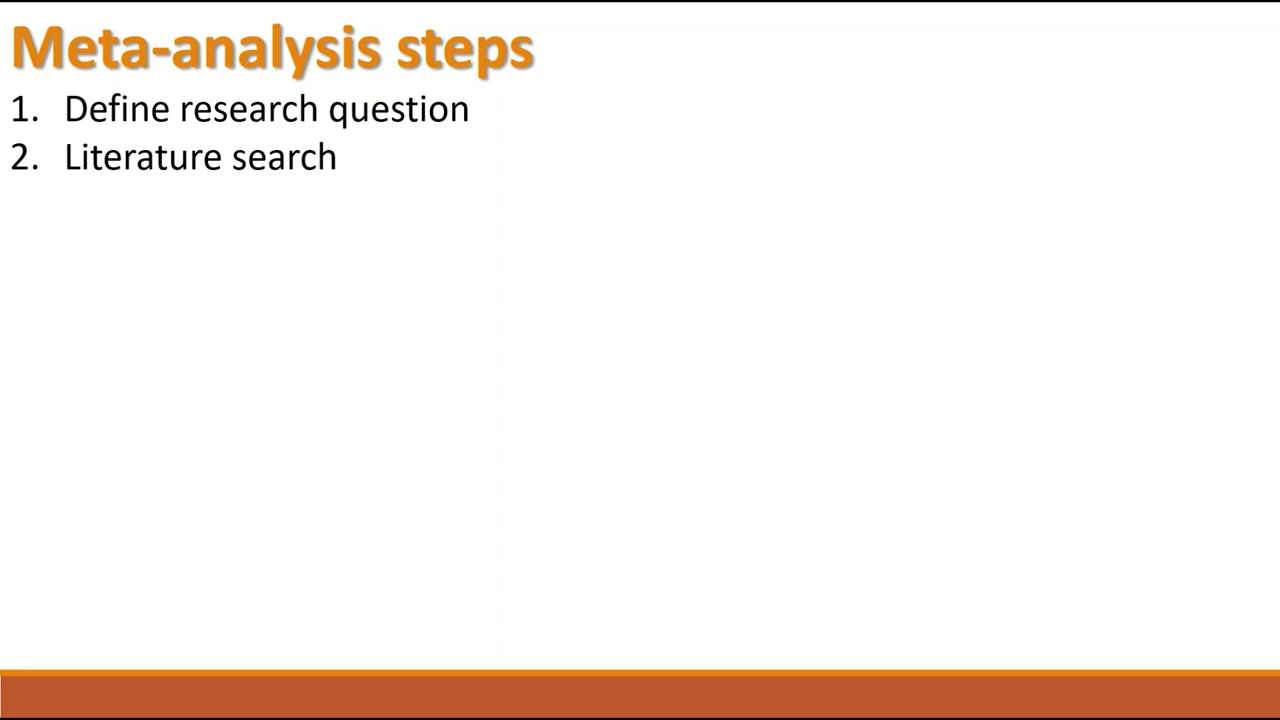 Meta-analysis steps
1. Define research question
2. Literature search